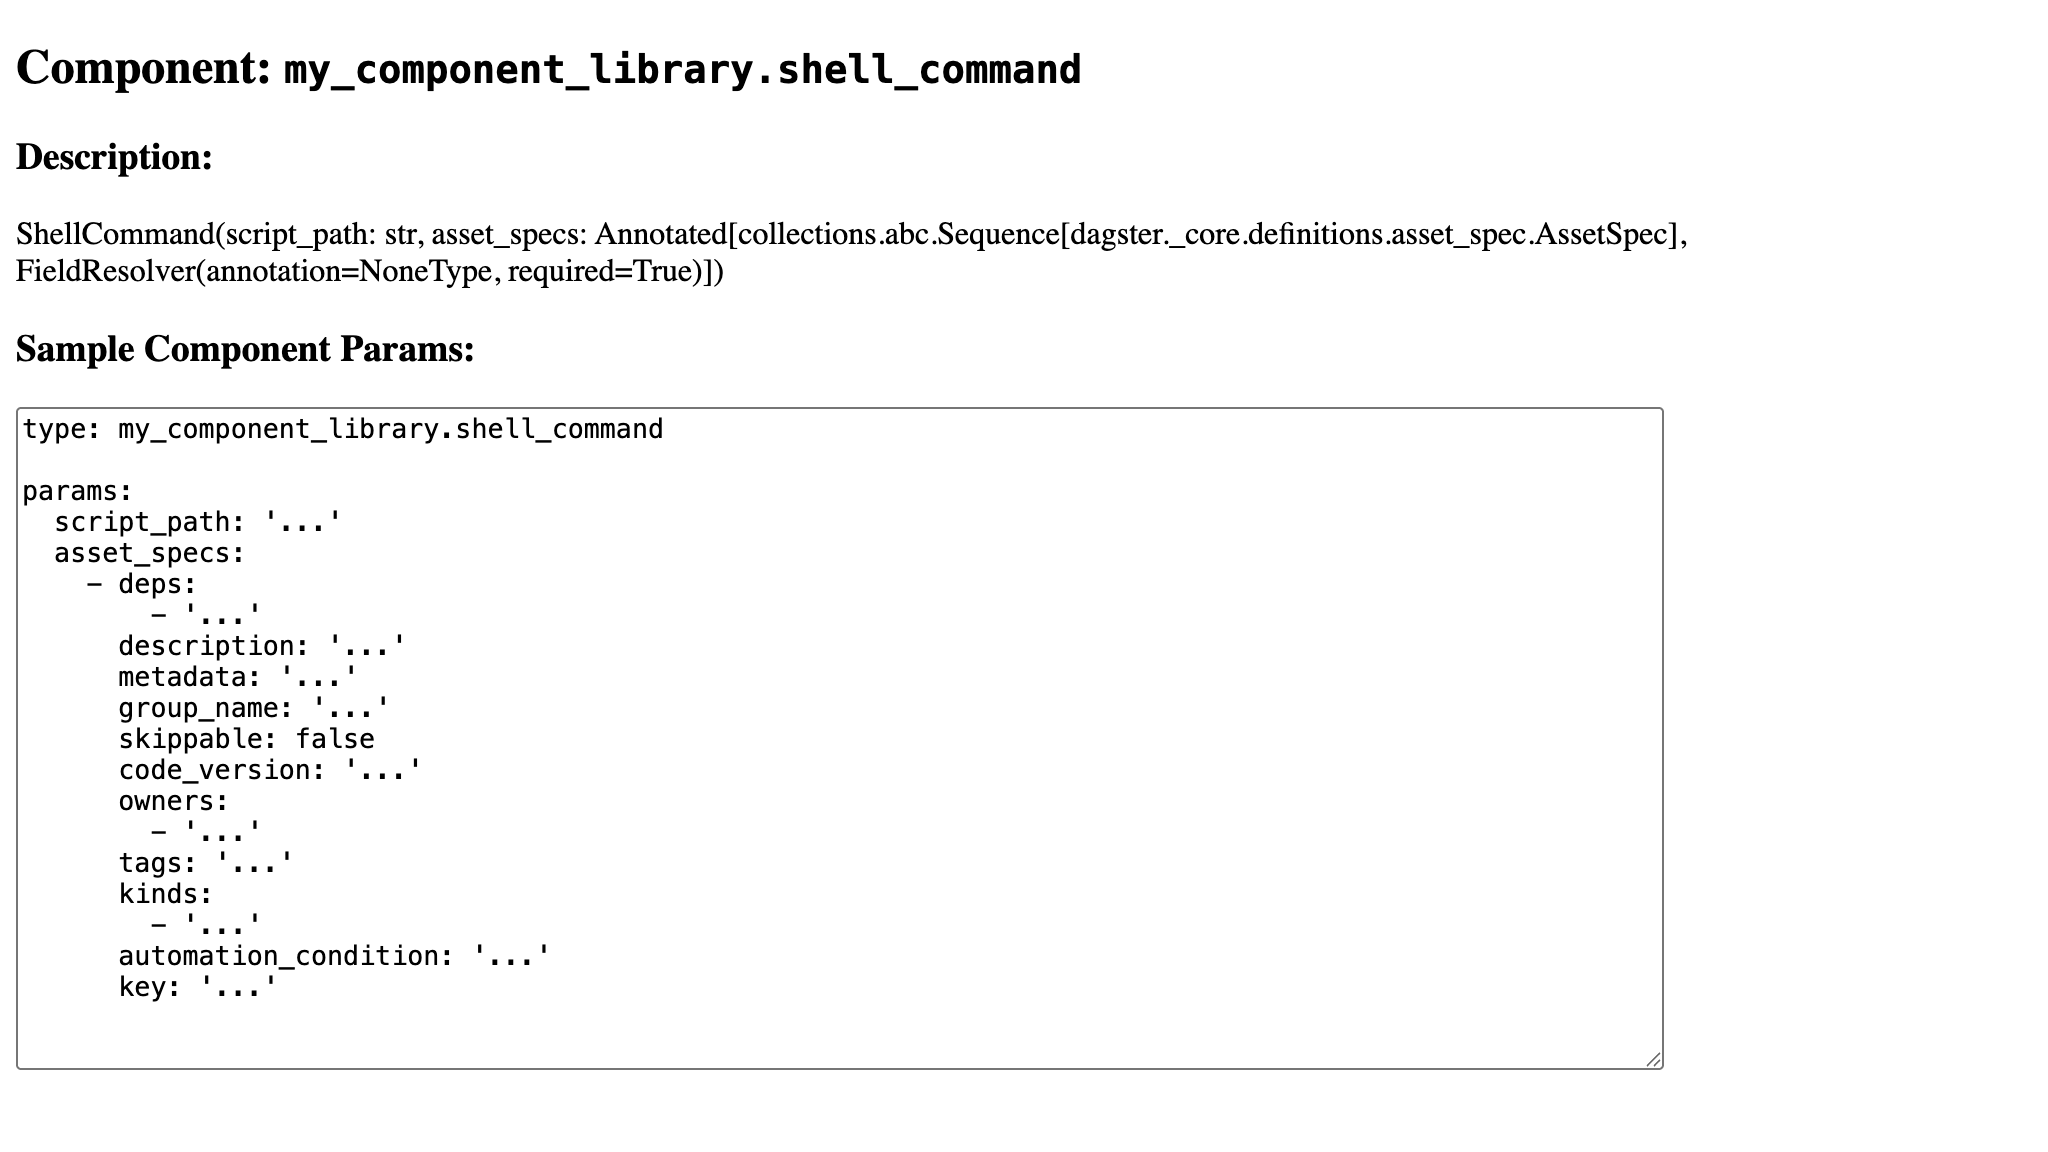 Component: my_component_library.shell_command
Description:
ShellCommand(script_path: str, asset_specs: Annotated[collections.abc.Sequence[dagster._core.definitions.asset_spec.AssetSpec],
FieldResolver(annotation=NoneType, required=True)])
Sample Component Params:
type: my_component_library.shell_command

params:
  script_path: '...'
  asset_specs:
    - deps:
        - '...'
      description: '...'
      metadata: '...'
      group_name: '...'
      skippable: false
      code_version: '...'
      owners:
        - '...'
      tags: '...'
      kinds:
        - '...'
      automation_condition: '...'
      key: '...'